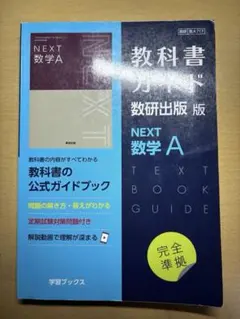 NEXT
数学A
NEXT
教科書の内容がすべてわかる
教科書の
公式ガイドブック
問題の解き方・答えがわかる
定期試験対策問題付き
解説動画で理解が深まる
学習ブックス
教科書
ガイド
数研出版 版
NEXT
数学 A
TEXT
BOOK
GUIDE
完全
準拠